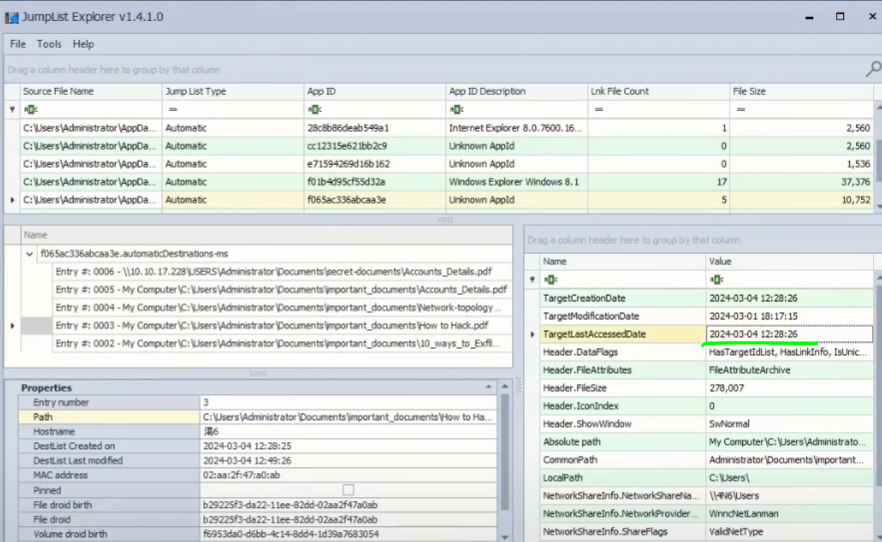 JumpList Explorer v1.4.1.0
File Tools Help
Drag a column header here to group by that column
Source File Name Jump List Type App ID App ID Description Lnk File Count File Size
= = =
C:\Users\Administrator\AppDa... Automatic 28c8b86deab549a1 Internet Explorer 8.0.7600.16... 1 2,560
C:\Users\Administrator\AppDa... Automatic cc12315e621bb2c9 Unknown AppId 0 2,560
C:\Users\Administrator\AppDa... Automatic e71594269d16b162 Unknown AppId 0 1,536
C:\Users\Administrator\AppDa... Automatic f01b4d95cf55d32a Windows Explorer Windows 8.1 17 37,376
C:\Users\Administrator\AppDa... Automatic f065ac336abcaa3e Unknown AppId 5 10,752
Name
f065ac336abcaa3e.automaticDestinations-ms
Entry #: 0006 - \\10.10.17.228\USERS\Administrator\Documents\secret-documents\Accounts_Details.pdf
Entry #: 0005 - My Computer\C:\Users\Administrator\Documents\important_documents\Accounts_Details.pdf
Entry #: 0004 - My Computer\C:\Users\Administrator\Documents\important_documents\Network-topology...
Entry #: 0003 - My Computer\C:\Users\Administrator\Documents\important_documents\How to Hack.pdf
Entry #: 0002 - My Computer\C:\Users\Administrator\Documents\important_documents\10_ways_to_Exfil...
Properties
Entry number 3
Path C:\Users\Administrator\Documents\important_documents\How to Ha...
Hostname 渴6
DestList Created on 2024-03-04 12:28:25
DestList Last modified 2024-03-04 12:49:26
MAC address 02:aa:2f:47:a0:ab
Pinned
File droid birth b29225f3-da22-11ee-82dd-02aa2f47a0ab
File droid b29225f3-da22-11ee-82dd-02aa2f47a0ab
Volume droid birth f6953da0-d6bb-4c14-8dd4-1d39a7683054
Drag a column header here to group by that column
Name Value
TargetCreationDate 2024-03-04 12:28:26
TargetModificationDate 2024-03-01 18:17:15
TargetLastAccessedDate 2024-03-04 12:28:26
Header.DataFlags HasTargetIdList, HasLinkInfo, IsUnic...
Header.FileAttributes FileAttributeArchive
Header.FileSize 278,007
Header.IconIndex 0
Header.ShowWindow SwNormal
Absolute path My Computer\C:\Users\Administrato...
CommonPath Administrator\Documents\importan...
LocalPath C:\Users\
NetworkShareInfo.NetworkShareNa... \\4N6\Users
NetworkShareInfo.NetworkProvider... WnncNetLanman
NetworkShareInfo.ShareFlags ValidNetType